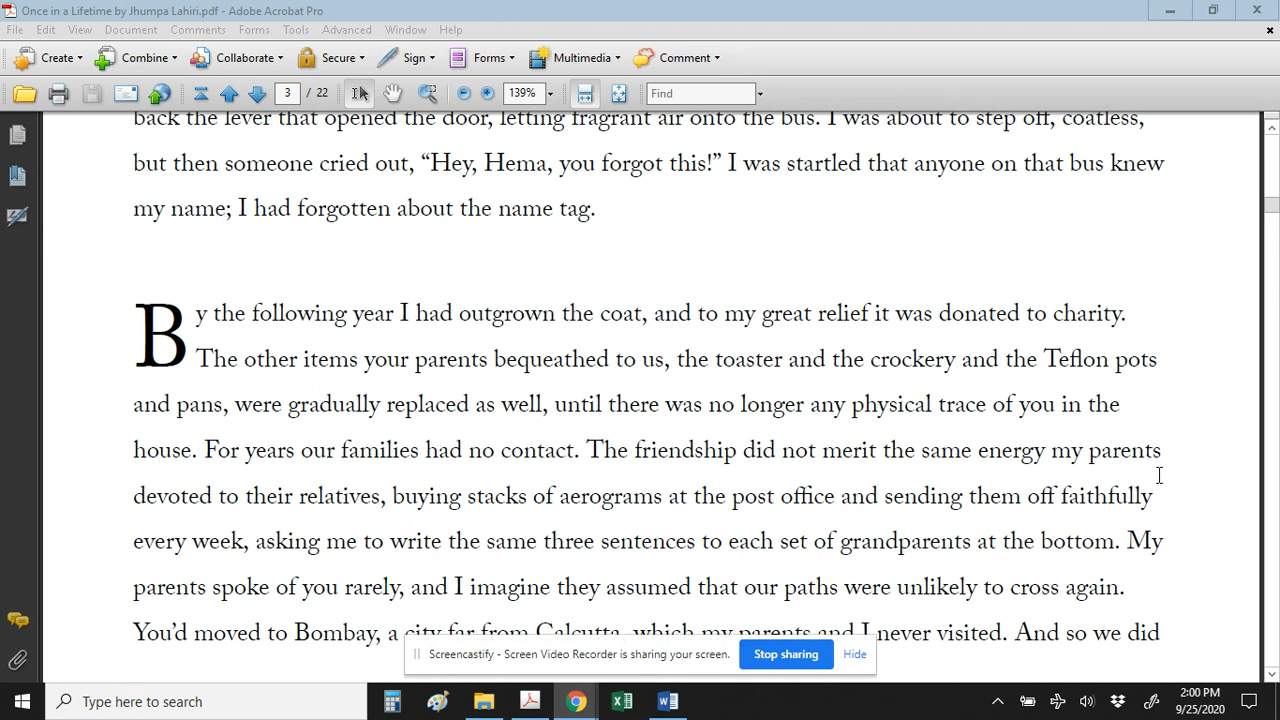 Once in a Lifetime by Jhumpa Lahiri.pdf - Adobe Acrobat Pro
File Edit View Document Comments Forms Tools Advanced Window Help
Create Combine Collaborate Secure Sign Forms Multimedia Comment
3 / 22 139% Find
back the lever that opened the door, letting fragrant air onto the bus. I was about to step off, coatless,
but then someone cried out, “Hey, Hema, you forgot this!” I was startled that anyone on that bus knew
my name; I had forgotten about the name tag.
By the following year I had outgrown the coat, and to my great relief it was donated to charity.
The other items your parents bequeathed to us, the toaster and the crockery and the Teflon pots
and pans, were gradually replaced as well, until there was no longer any physical trace of you in the
house. For years our families had no contact. The friendship did not merit the same energy my parents
devoted to their relatives, buying stacks of aerograms at the post office and sending them off faithfully
every week, asking me to write the same three sentences to each set of grandparents at the bottom. My
parents spoke of you rarely, and I imagine they assumed that our paths were unlikely to cross again.
You’d moved to Bombay, a city far from Calcutta, which my parents and I never visited. And so we did
Screencastify - Screen Video Recorder is sharing your screen. Stop sharing Hide
Type here to search
2:00 PM
9/25/2020